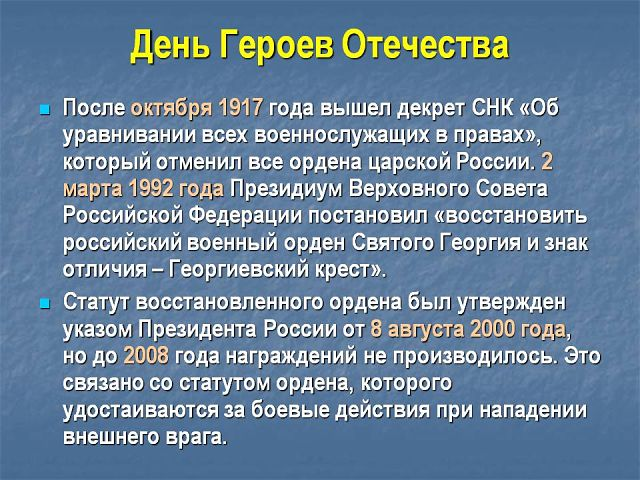 День Героев Отечества
После октября 1917 года вышел декрет СНК «Об
уравнивании всех военнослужащих в правах»,
который отменил все ордена царской России. 2
марта 1992 года Президиум Верховного Совета
Российской Федерации постановил «восстановить
российский военный орден Святого Георгия и знак
отличия – Георгиевский крест».
Статут восстановленного ордена был утвержден
указом Президента России от 8 августа 2000 года,
но до 2008 года награждений не производилось. Это
связано со статутом ордена, которого
удостаиваются за боевые действия при нападении
внешнего врага.